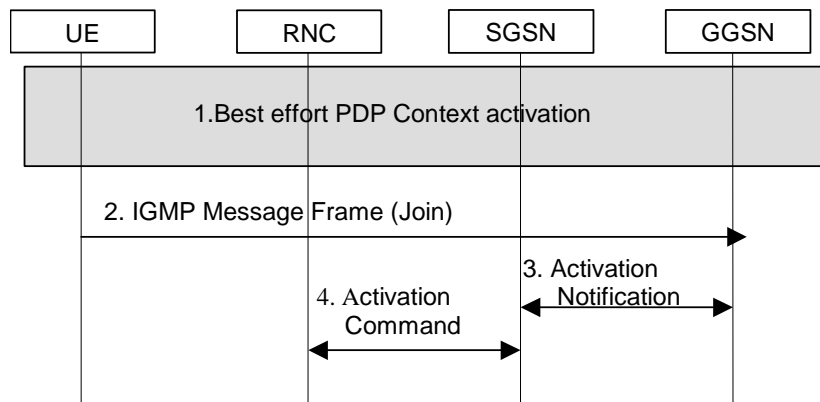 UE
RNC
SGSN
GGSN
1.Best effort PDP Context activation
2. IGMP Message Frame (Join)
3. Activation
Notification
4. Activation
Command